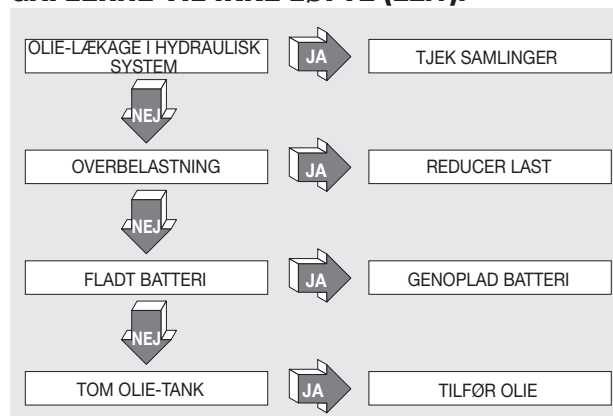 OLIE-LÆKAGE I HYDRAULISK
SYSTEM
JA
TJEK SAMLINGER
NEJ
OVERBELASTNING
JA
REDUCER LAST
NEJ
FLADT BATTERI
JA
GENOPLAD BATTERI
NEJ
TOM OLIE-TANK
JA
TILFØR OLIE